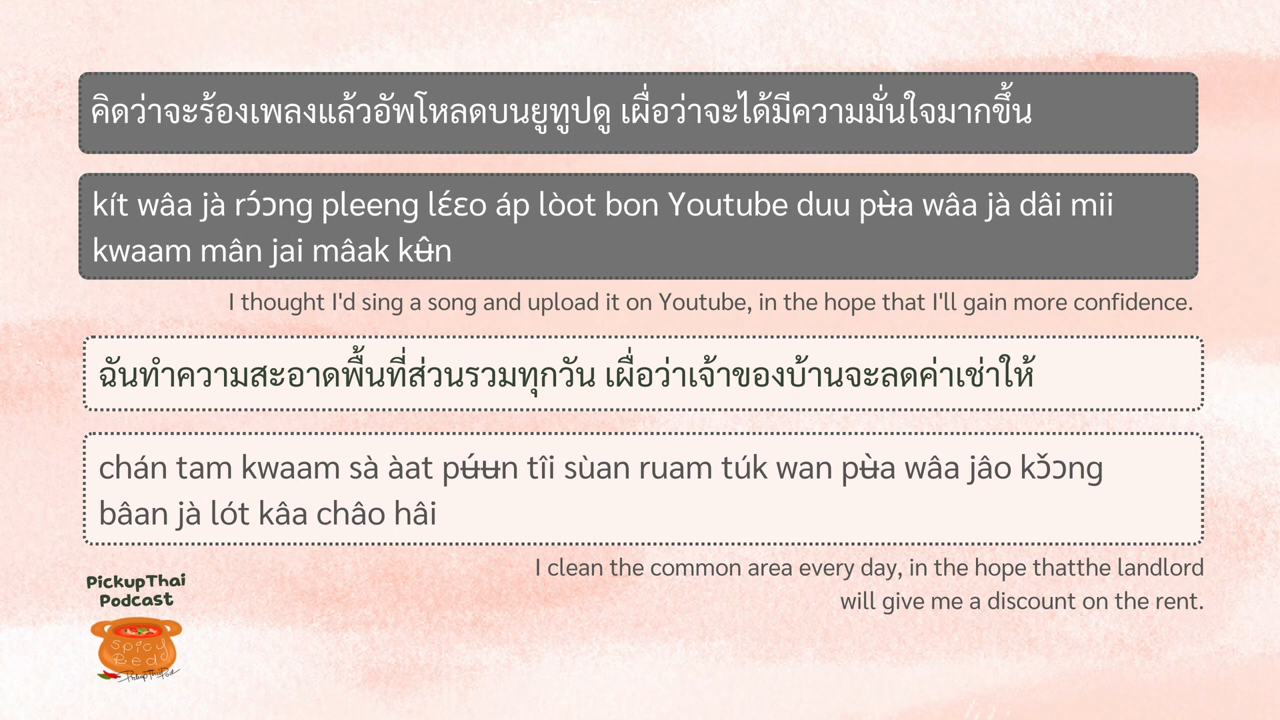 คิดว่าจะร้องเพลงแล้วอัพโหลดบนยูทูปดู เผื่อว่าจะได้มีความมั่นใจมากขึ้น
kít wâa jà rɔ́ɔng pleeng lɛ́ɛo áp lòot bon Youtube duu pʉ̀a wâa jà dâi mii
kwaam mân jai mâak kʉ̂n
I thought I'd sing a song and upload it on Youtube, in the hope that I'll gain more confidence.
ฉันทำความสะอาดพื้นที่ส่วนรวมทุกวัน เผื่อว่าเจ้าของบ้านจะลดค่าเช่าให้
chán tam kwaam sà àat pʉ́ʉn tîi sùan ruam túk wan pʉ̀a wâa jâo kɔ̌ɔng
bâan jà lót kâa châo hâi
I clean the common area every day, in the hope thatthe landlord
will give me a discount on the rent.
PickupThai
Podcast
Spicy
Red
PickupThaiPod